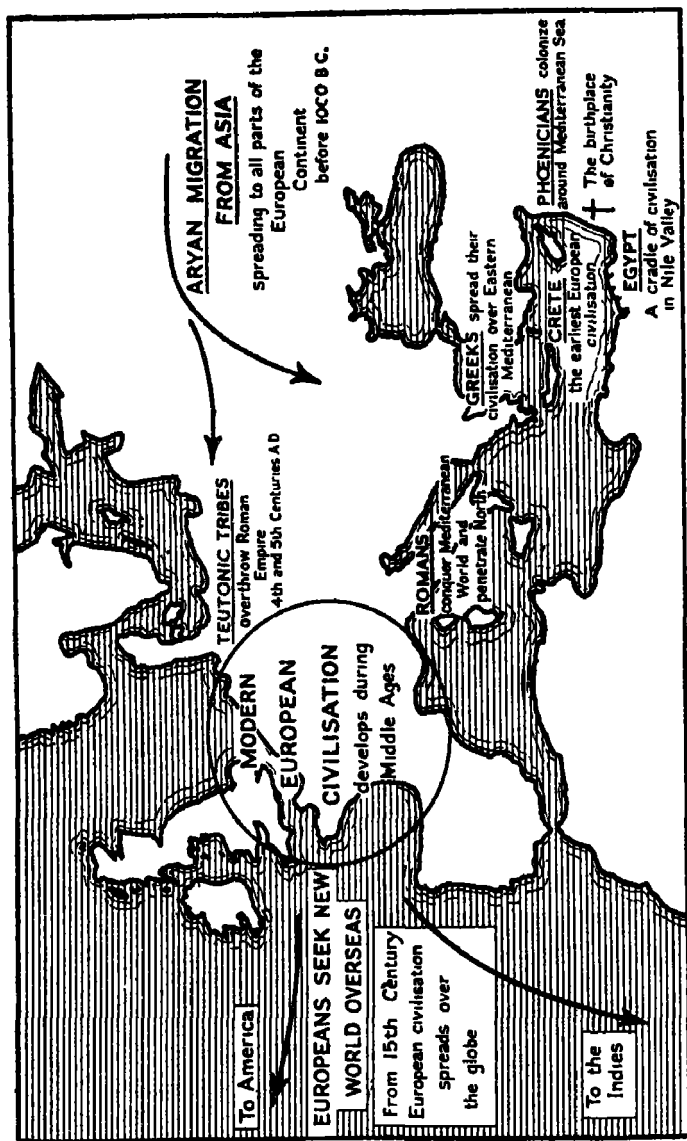 ARYAN MIGRATION
FROM ASIA
spreading to all parts of the
European
Continent
before 1000 B.C.
TEUTONIC TRIBES
overthrow Roman
Empire
4th and 5th Centuries AD
MODERN
EUROPEAN
CIVILISATION
develops during
Middle Ages
To America
EUROPEANS SEEK NEW
WORLD OVERSEAS
From 15th Century
European civilisation
spreads over
the globe
To the
Indies
ROMANS
conquer Mediterranean
World and
penetrate North
GREEKS spread their
civilisation over Eastern
Mediterranean
CRETE
the earliest European
civilisation
PHŒNICIANS colonize
around Mediterranean Sea
The birthplace
of Christianity
EGYPT
A cradle of civilisation
in Nile Valley